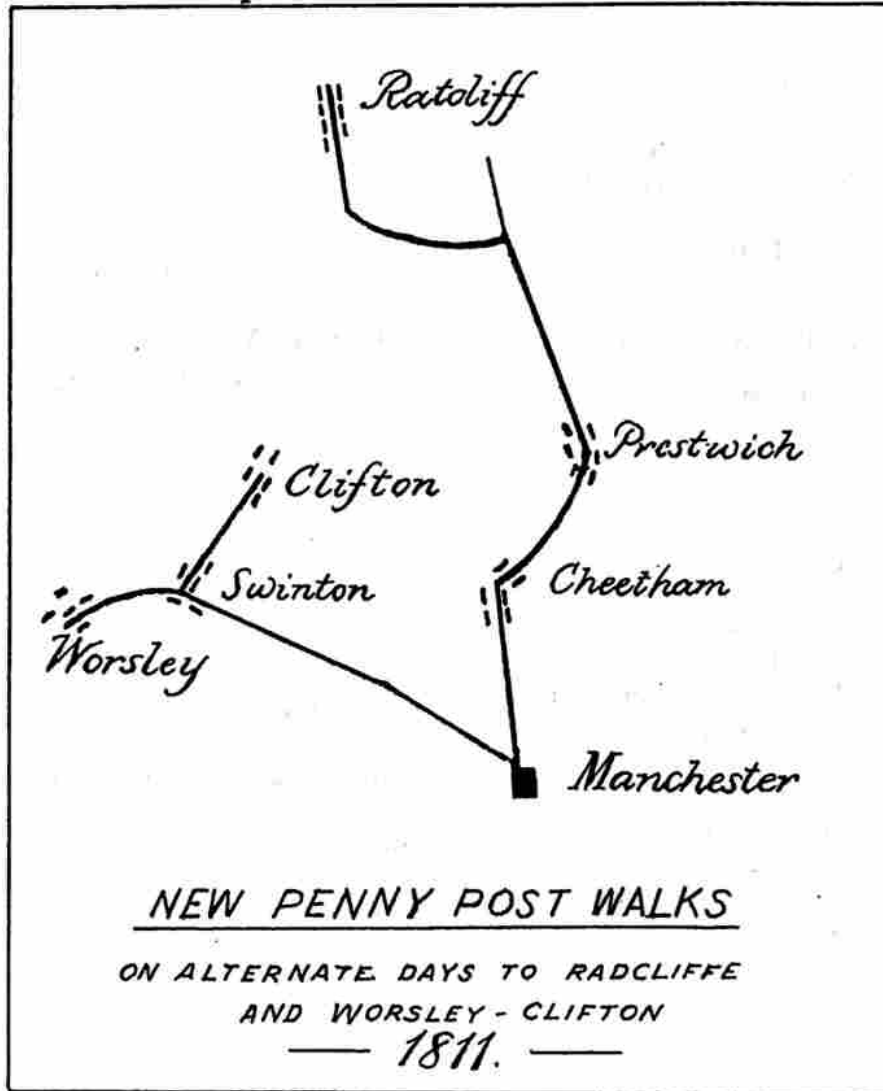 Ratcliff
Prestwich
Clifton
Swinton
Cheetham
Worsley
Manchester
NEW PENNY POST WALKS
ON ALTERNATE DAYS TO RADCLIFFE
AND WORSLEY - CLIFTON
— 1811. —